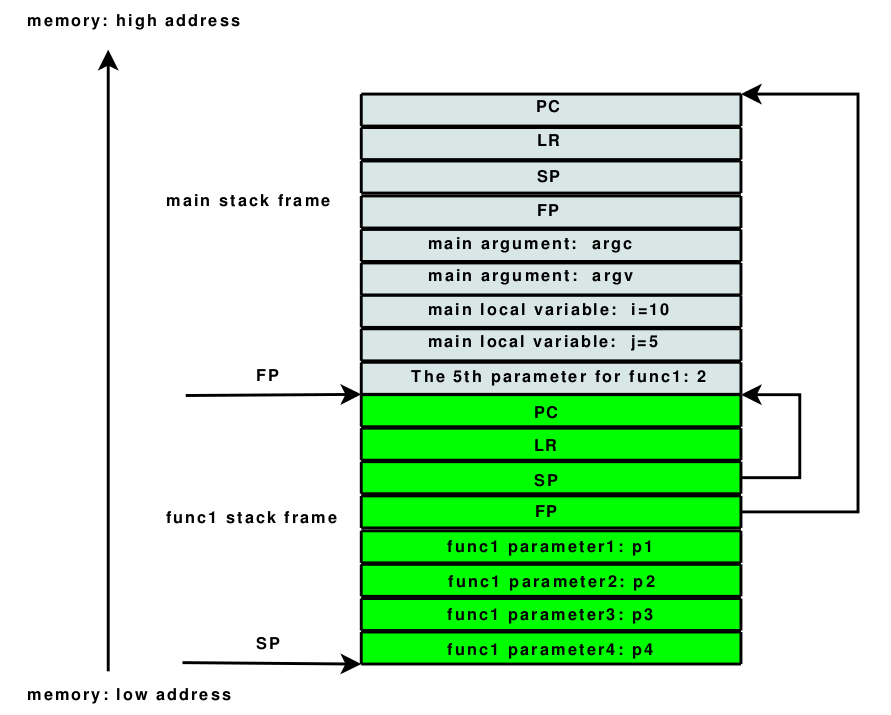 memory: high address
PC
LR
SP
main stack frame
FP
main argument: argc
main argument: argv
main local variable: i=10
main local variable: j=5
FP
The 5th parameter for func1: 2
PC
LR
SP
FP
func1 stack frame
func1 parameter1: p1
func1 parameter2: p2
func1 parameter3: p3
SP
func1 parameter4: p4
memory: low address